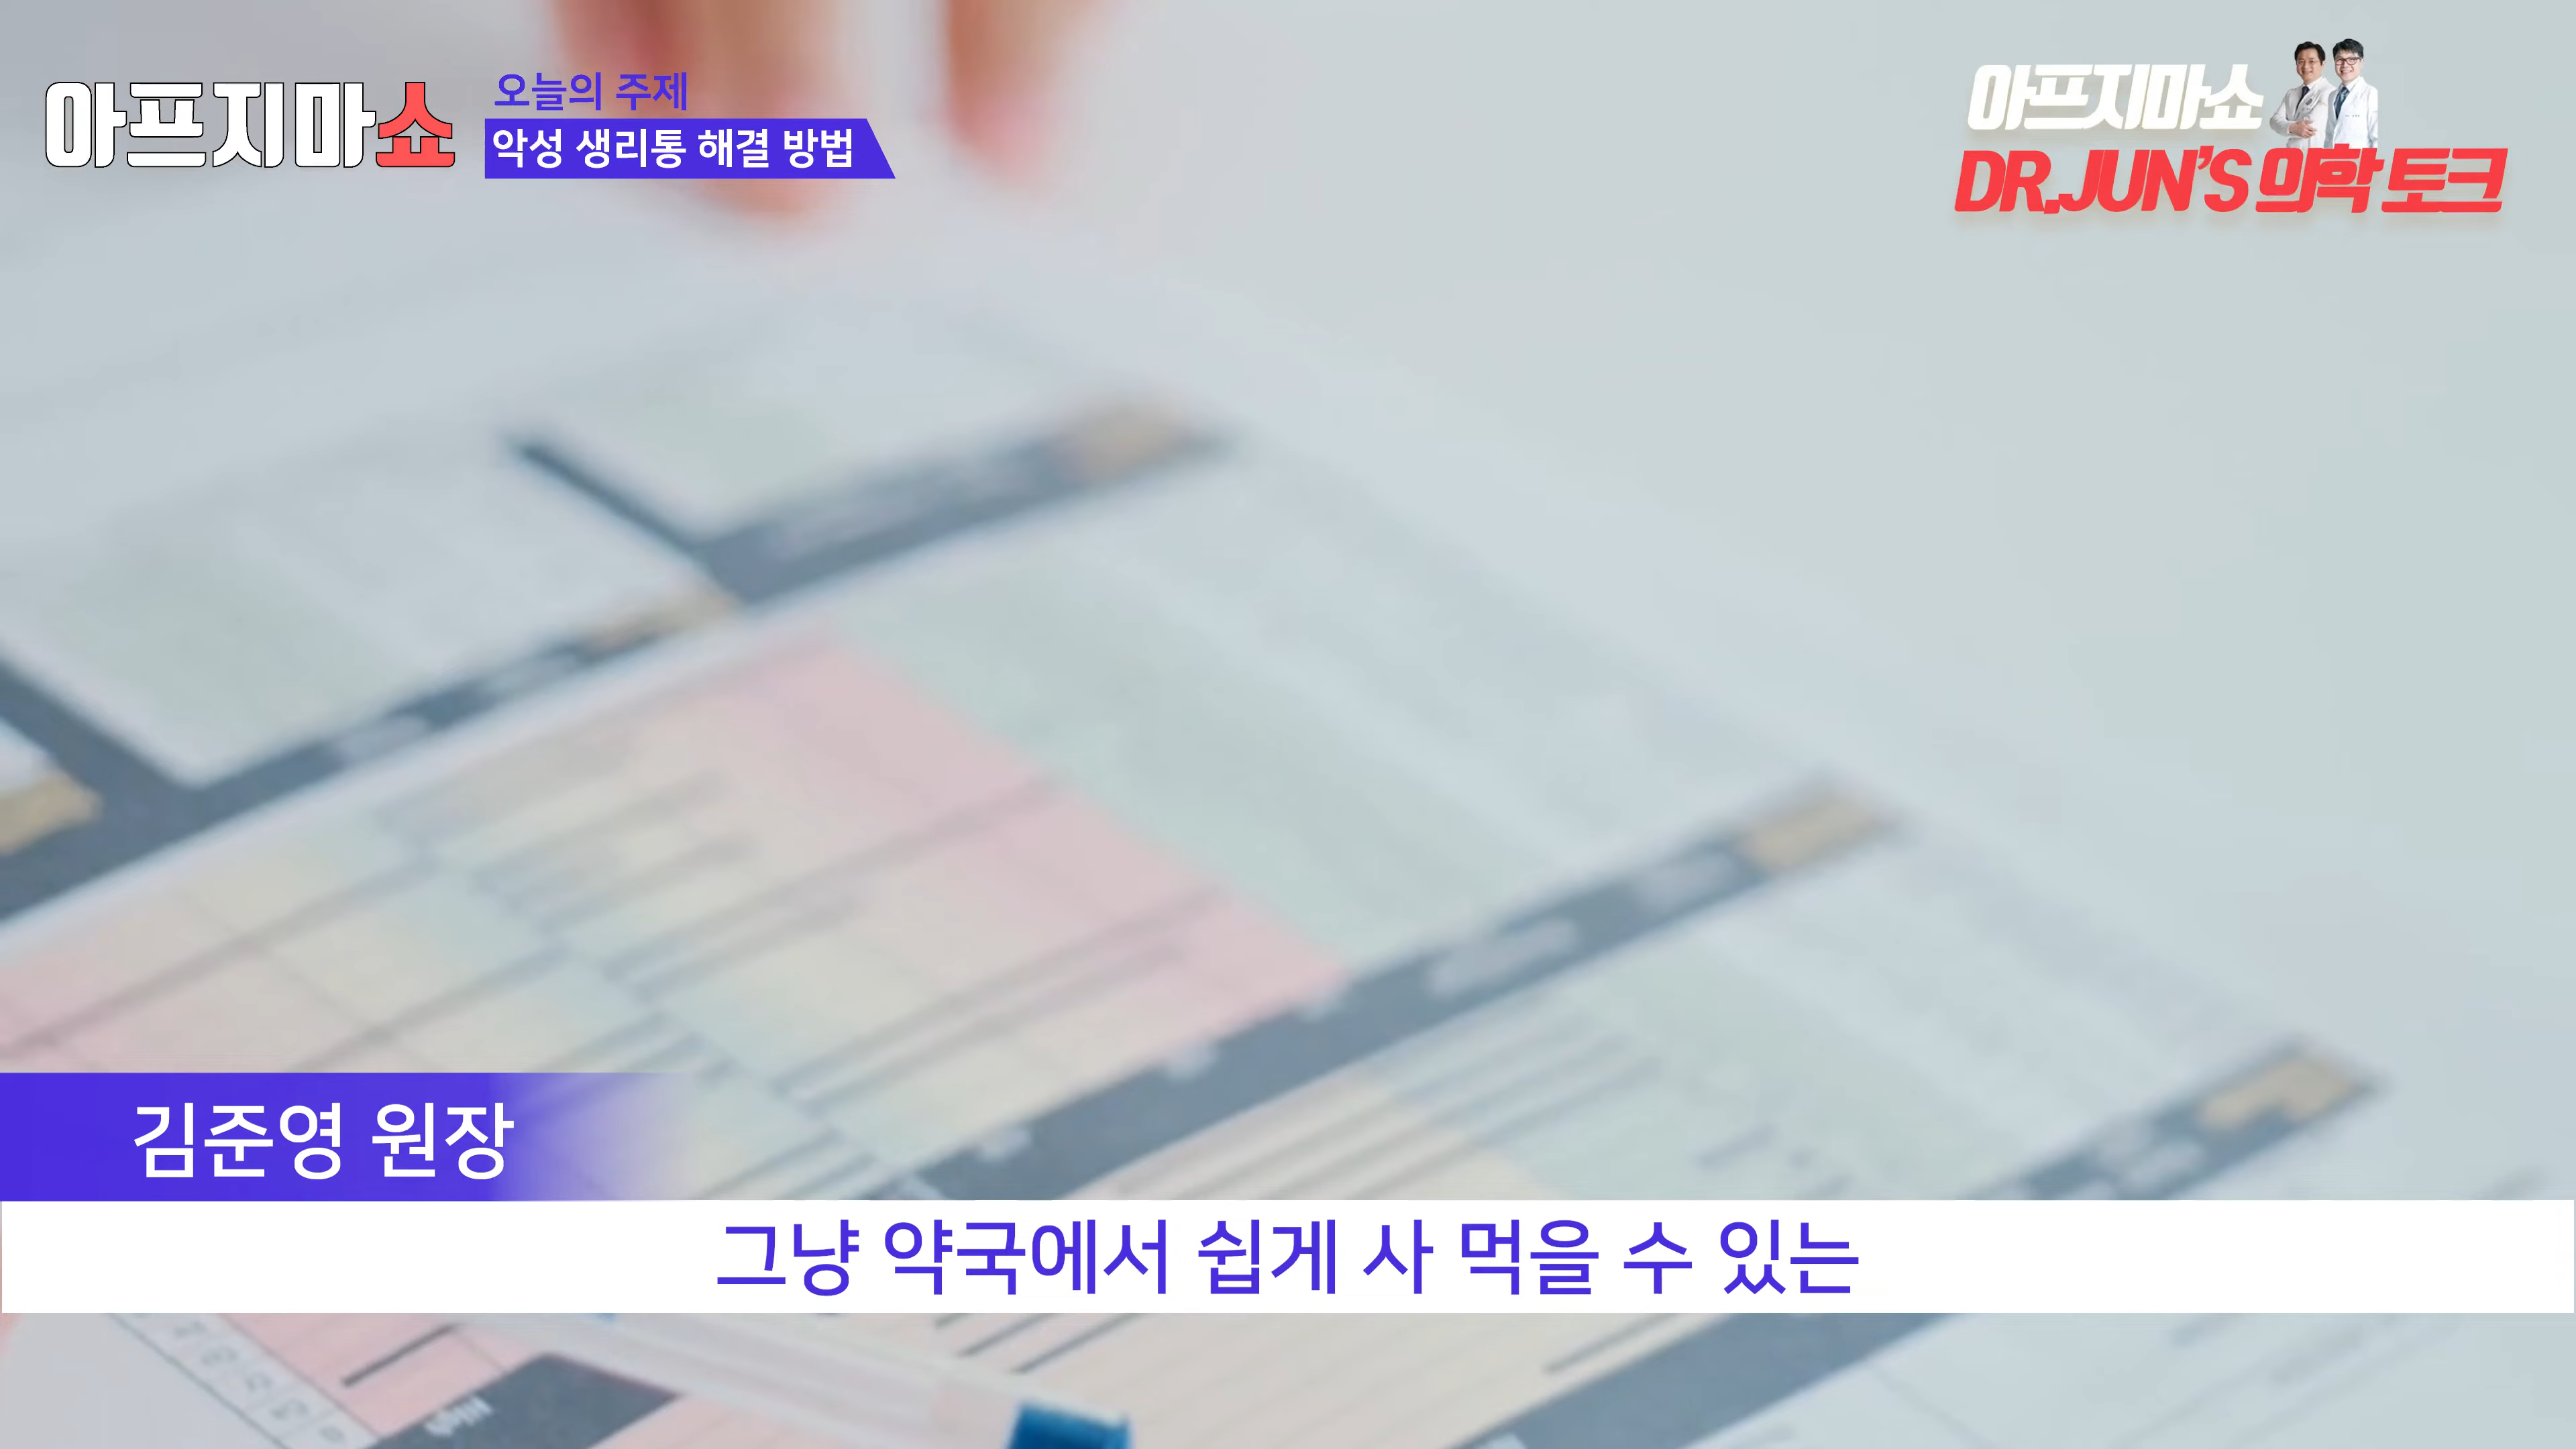 아프지마쇼
오늘의 주제
악성 생리통 해결 방법
아프지마쇼
DR.JUN'S 의학 토크
김준영 원장
그냥 약국에서 쉽게 사 먹을 수 있는